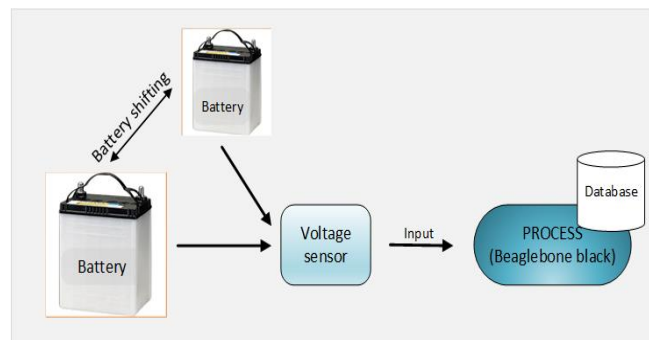 Battery
Battery shifting
Battery
Voltage
sensor
Input
Database
PROCESS
(Beaglebone black)